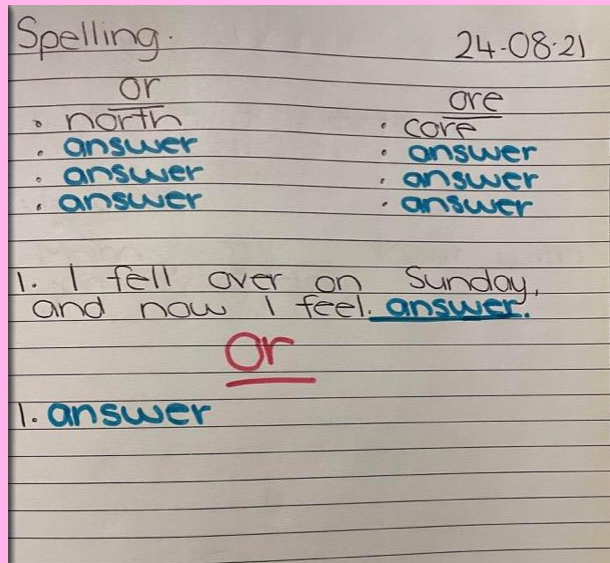 Spelling. 24-08-21
or ore
• north • core
• answer • answer
• answer • answer
• answer • answer
1. I fell over on Sunday,
and now I feel. answer.
Or
1. answer